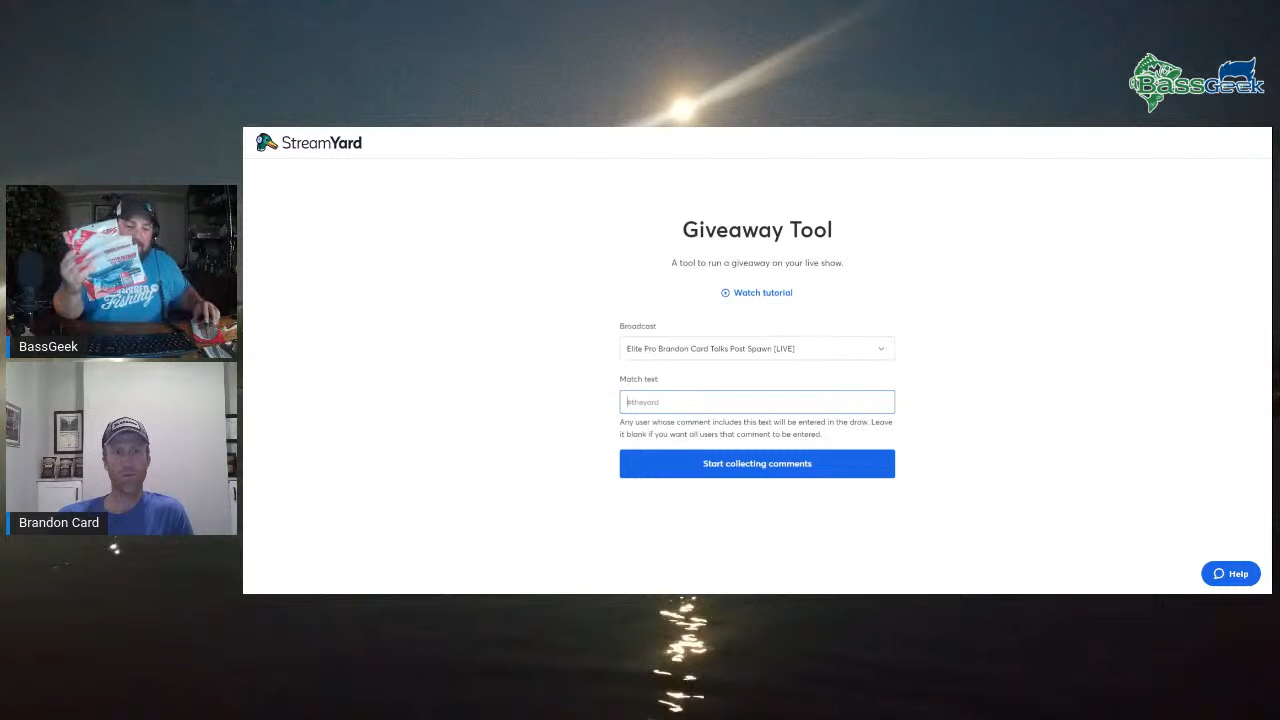 BassGeek
StreamYard
Giveaway Tool
A tool to run a giveaway on your live show.
Watch tutorial
Broadcast
Elite Pro Brandon Card Talks Post Spawn [LIVE]
Match text
#theyard
Any user whose comment includes this text will be entered in the draw. Leave
it blank if you want all users that comment to be entered.
Start collecting comments
Help
Fishing
BassGeek
Brandon Card